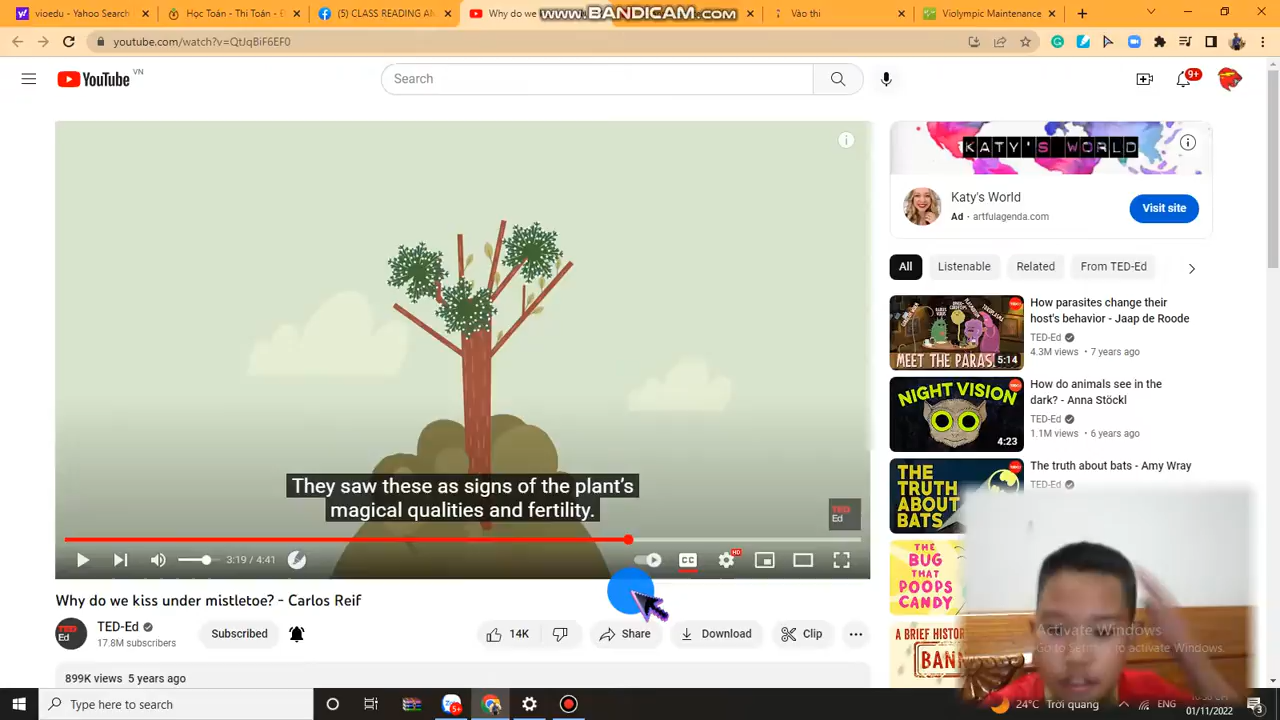 vioedu - Yahoo Search
Học Toán - Thi Toán - Đ
(5) CLASS READING AN
Why do we
www.BANDICAM.com
Vào thi
Violympic Maintenance
youtube.com/watch?v=QtJqBiF6EF0
YouTube VN
Search
9+
KATY'S WORLD
Katy's World
Ad · artfulagenda.com
Visit site
All
Listenable
Related
From TED-Ed
How parasites change their
host's behavior - Jaap de Roode
TED-Ed
4.3M views • 7 years ago
MEET THE PARAS
5:14
How do animals see in the
dark? - Anna Stöckl
TED-Ed
1.1M views • 6 years ago
NIGHT VISION
4:23
The truth about bats - Amy Wray
TED-Ed
THE
TRUTH
ABOUT
BATS
THE
BUG
THAT
POOPS
CANDY
A BRIEF HISTOR
BAN
They saw these as signs of the plant's
magical qualities and fertility.
TED
Ed
3:19 / 4:41
CC
HD
Why do we kiss under mistletoe? - Carlos Reif
TED
Ed
TED-Ed
17.8M subscribers
Subscribed
14K
Share
Download
Clip
899K views 5 years ago
Activate Windows
Go to Settings to activate Windows.
Type here to search
5+
24°C Trời quang
ENG
01/11/2022
3